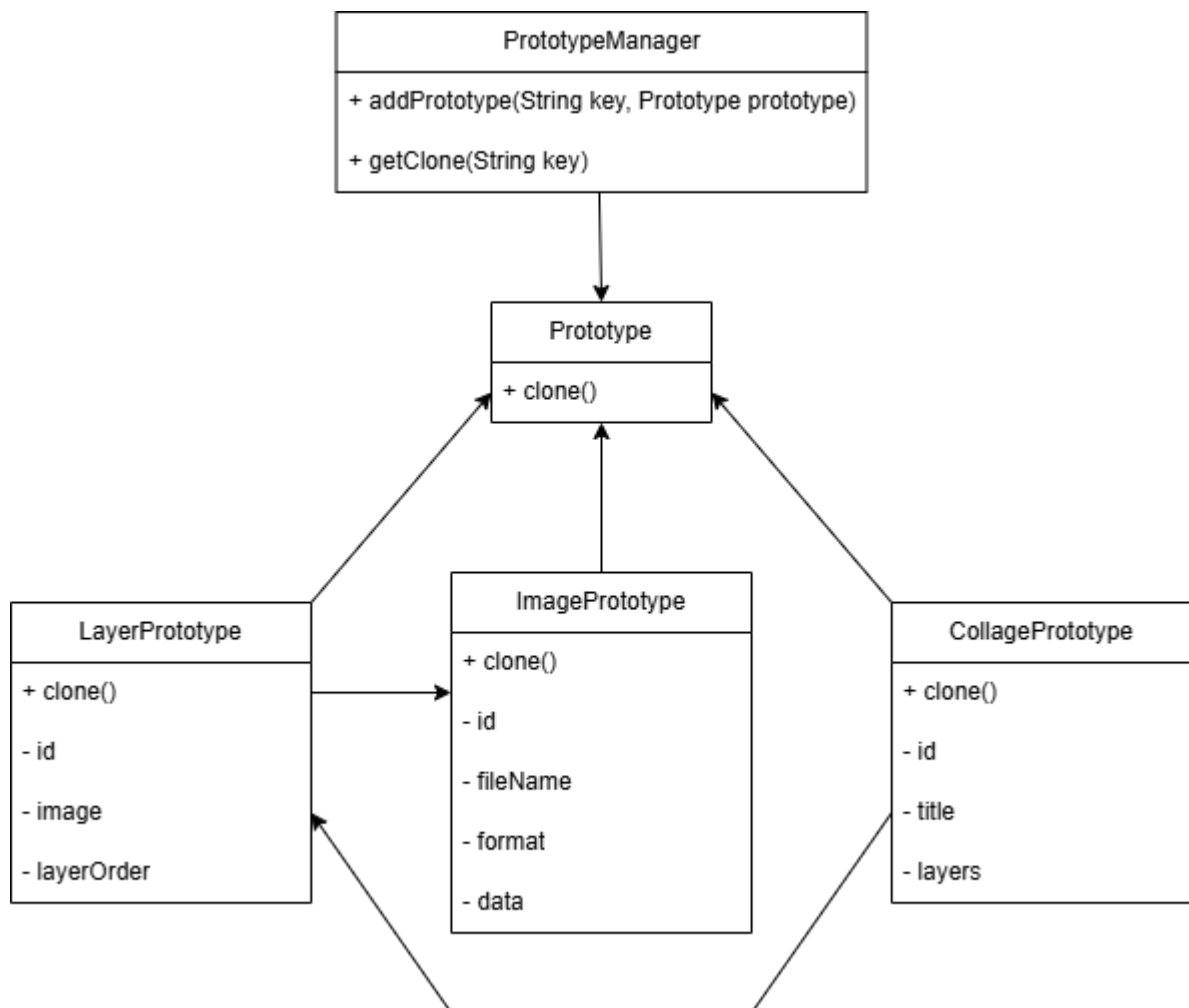 PrototypeManager
+ addPrototype(String key, Prototype prototype)
+ getClone(String key)
Prototype
+ clone()
LayerPrototype
+ clone()
- id
- image
- layerOrder
ImagePrototype
+ clone()
- id
- fileName
- format
- data
CollagePrototype
+ clone()
- id
- title
- layers